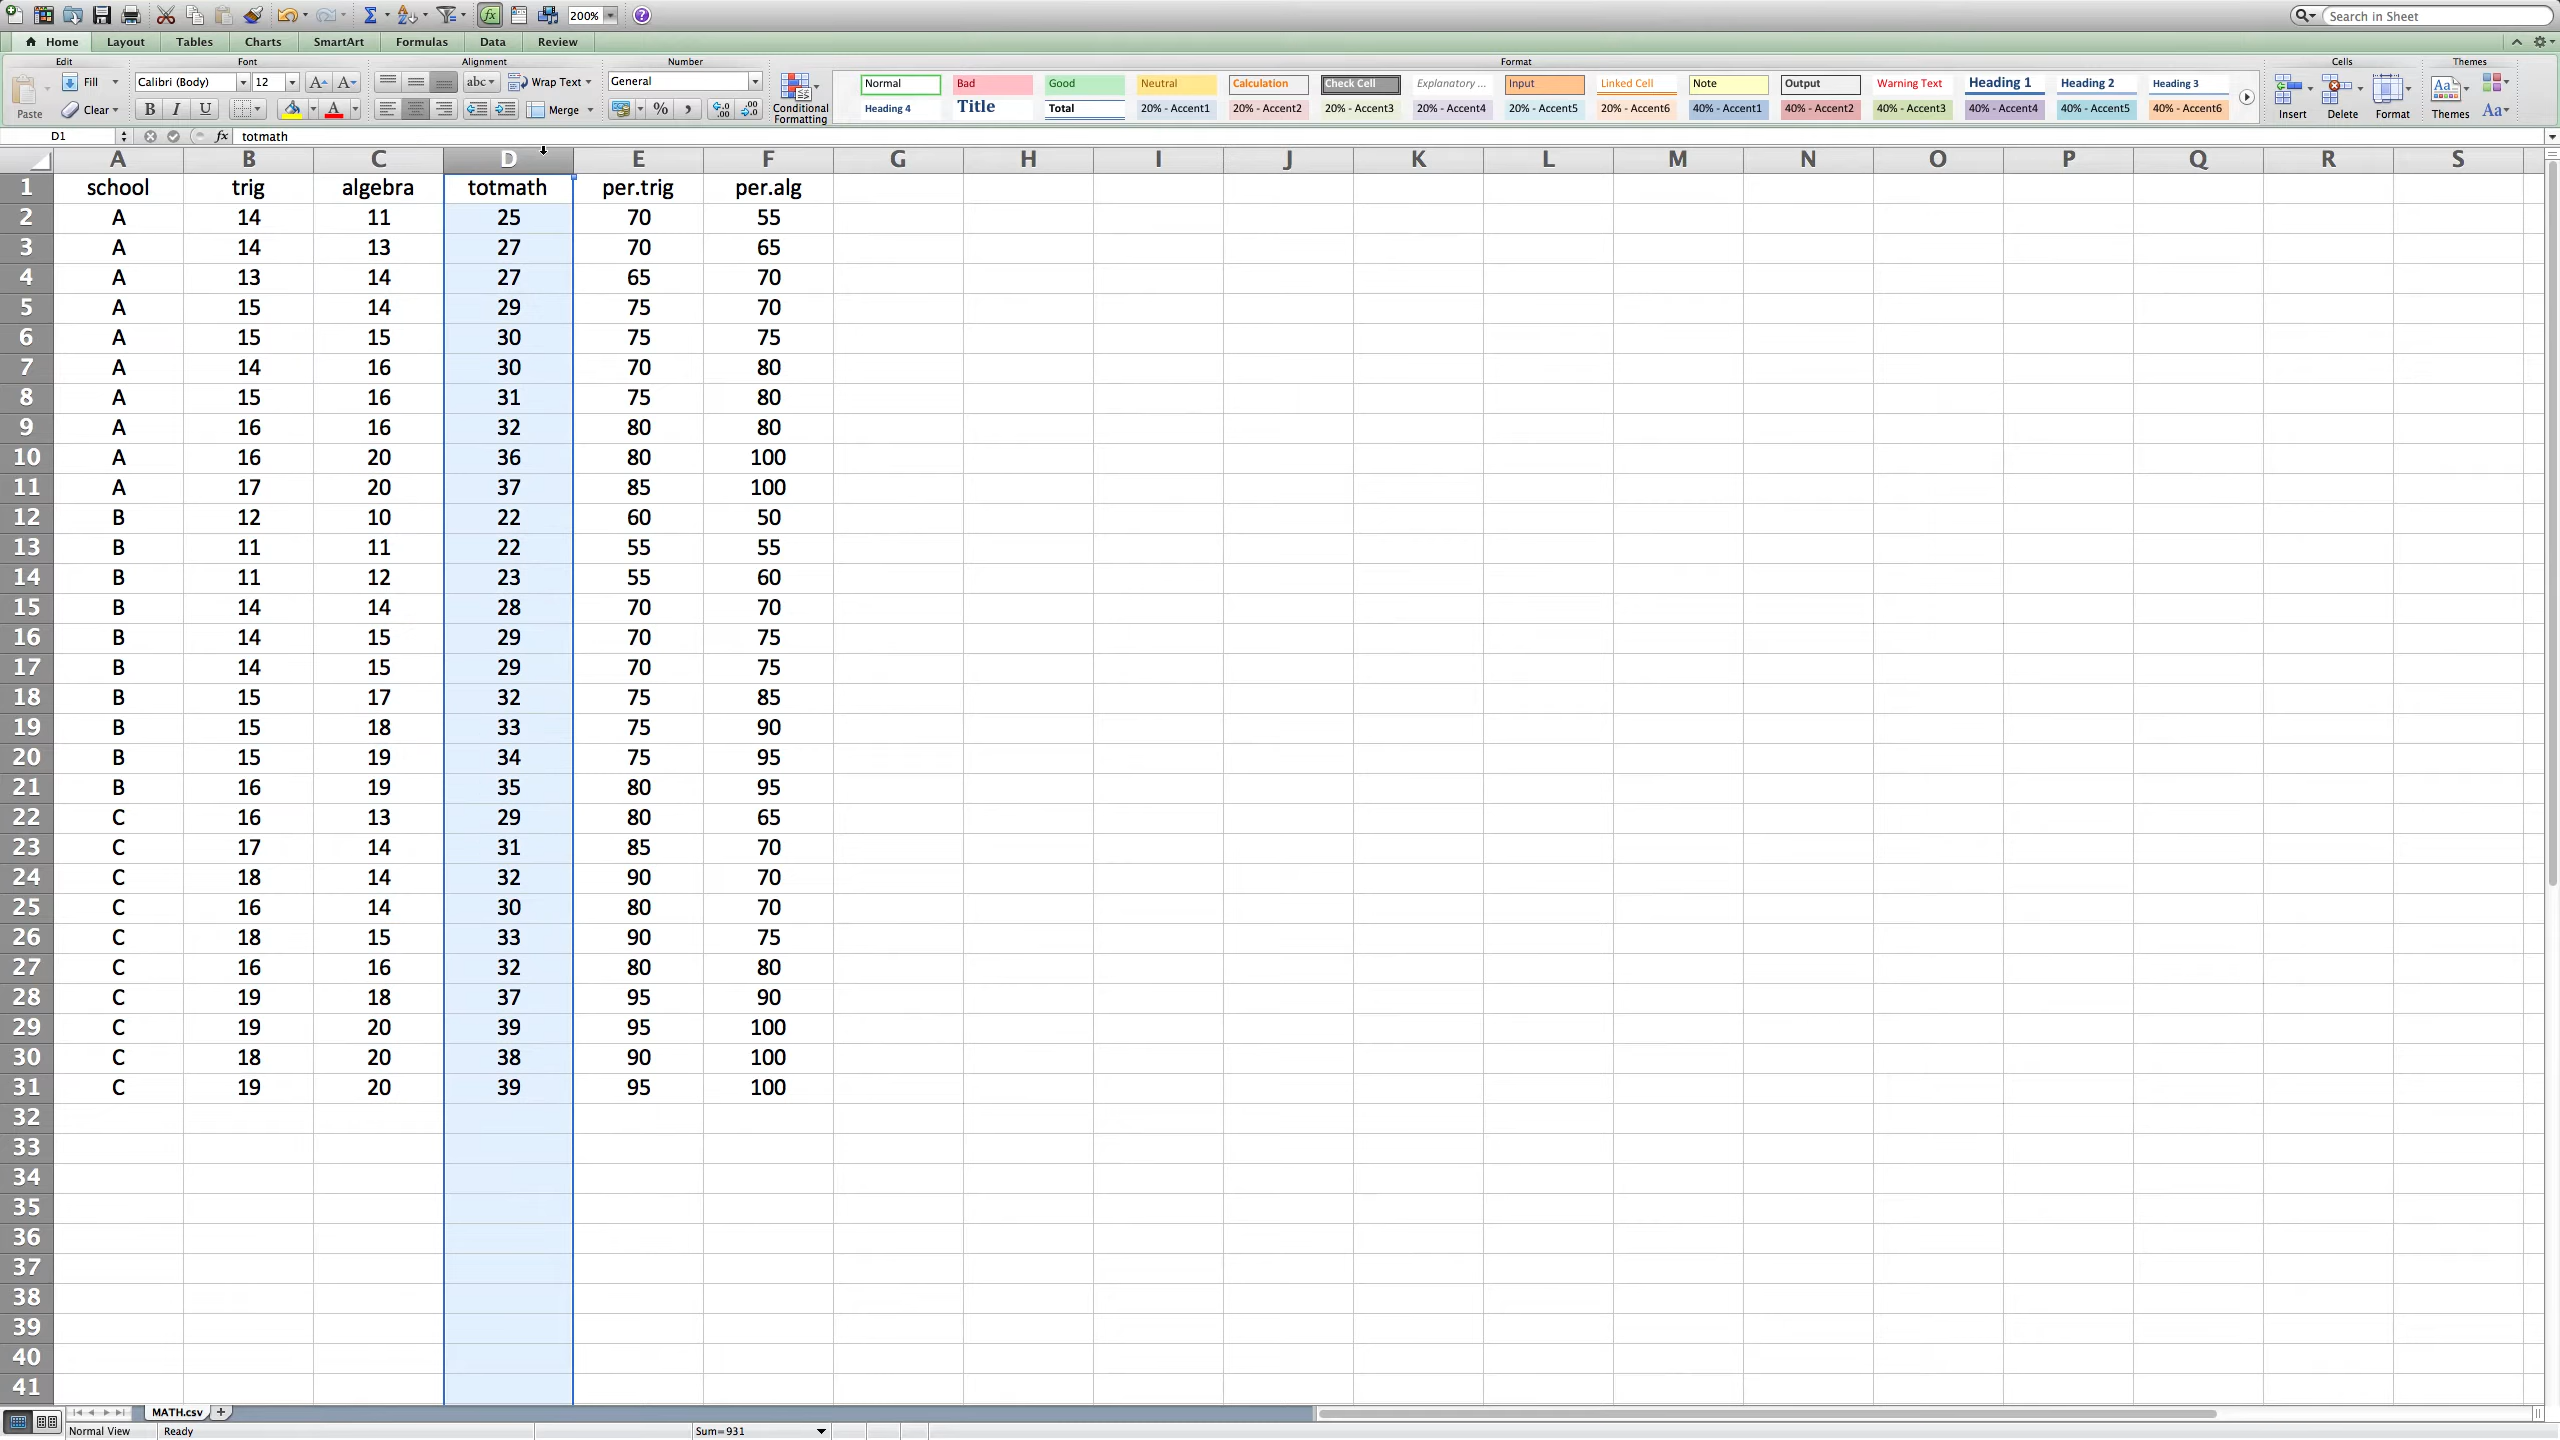 200% ? Search in Sheet
Home Layout Tables Charts SmartArt Formulas Data Review
Edit Font Alignment Number Format Cells Themes
Paste Fill Clear Calibri (Body) 12 abc Wrap Text General Conditional Formatting Normal Bad Good Neutral Calculation Check Cell Explanatory ... Input Linked Cell Note Output Warning Text Heading 1 Heading 2 Heading 3 Insert Delete Format Themes Aa
B I U A Merge % Heading 4 Title Total 20% - Accent1 20% - Accent2 20% - Accent3 20% - Accent4 20% - Accent5 20% - Accent6 40% - Accent1 40% - Accent2 40% - Accent3 40% - Accent4 40% - Accent5 40% - Accent6 Aa
D1 fx totmath
A B C D E F G H I J K L M N O P Q R S
1 school trig algebra totmath per.trig per.alg
2 A 14 11 25 70 55
3 A 14 13 27 70 65
4 A 13 14 27 65 70
5 A 15 14 29 75 70
6 A 15 15 30 75 75
7 A 14 16 30 70 80
8 A 15 16 31 75 80
9 A 16 16 32 80 80
10 A 16 20 36 80 100
11 A 17 20 37 85 100
12 B 12 10 22 60 50
13 B 11 11 22 55 55
14 B 11 12 23 55 60
15 B 14 14 28 70 70
16 B 14 15 29 70 75
17 B 14 15 29 70 75
18 B 15 17 32 75 85
19 B 15 18 33 75 90
20 B 15 19 34 75 95
21 B 16 19 35 80 95
22 C 16 13 29 80 65
23 C 17 14 31 85 70
24 C 18 14 32 90 70
25 C 16 14 30 80 70
26 C 18 15 33 90 75
27 C 16 16 32 80 80
28 C 19 18 37 95 90
29 C 19 20 39 95 100
30 C 18 20 38 90 100
31 C 19 20 39 95 100
32
33
34
35
36
37
38
39
40
41
MATH.csv
Normal View Ready Sum=931